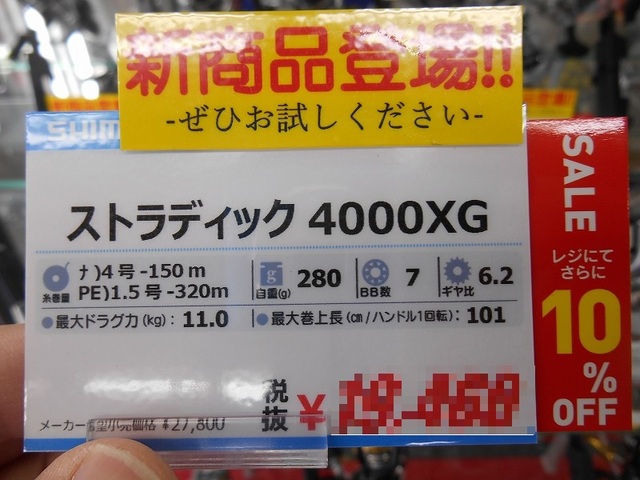 新商品登場!!
-ぜひお試しください-
ストラディック 4000XG
糸巻量 ﾅ)4号-150m
PE)1.5号-320m
自重(g) 280
BB数 7
ギヤ比 6.2
●最大ドラグ力(kg): 11.0
●最大巻上長(㎝/ハンドル1回転): 101
税抜 ¥
¥27,800
SALE
レジにて
さらに
10
%
OFF